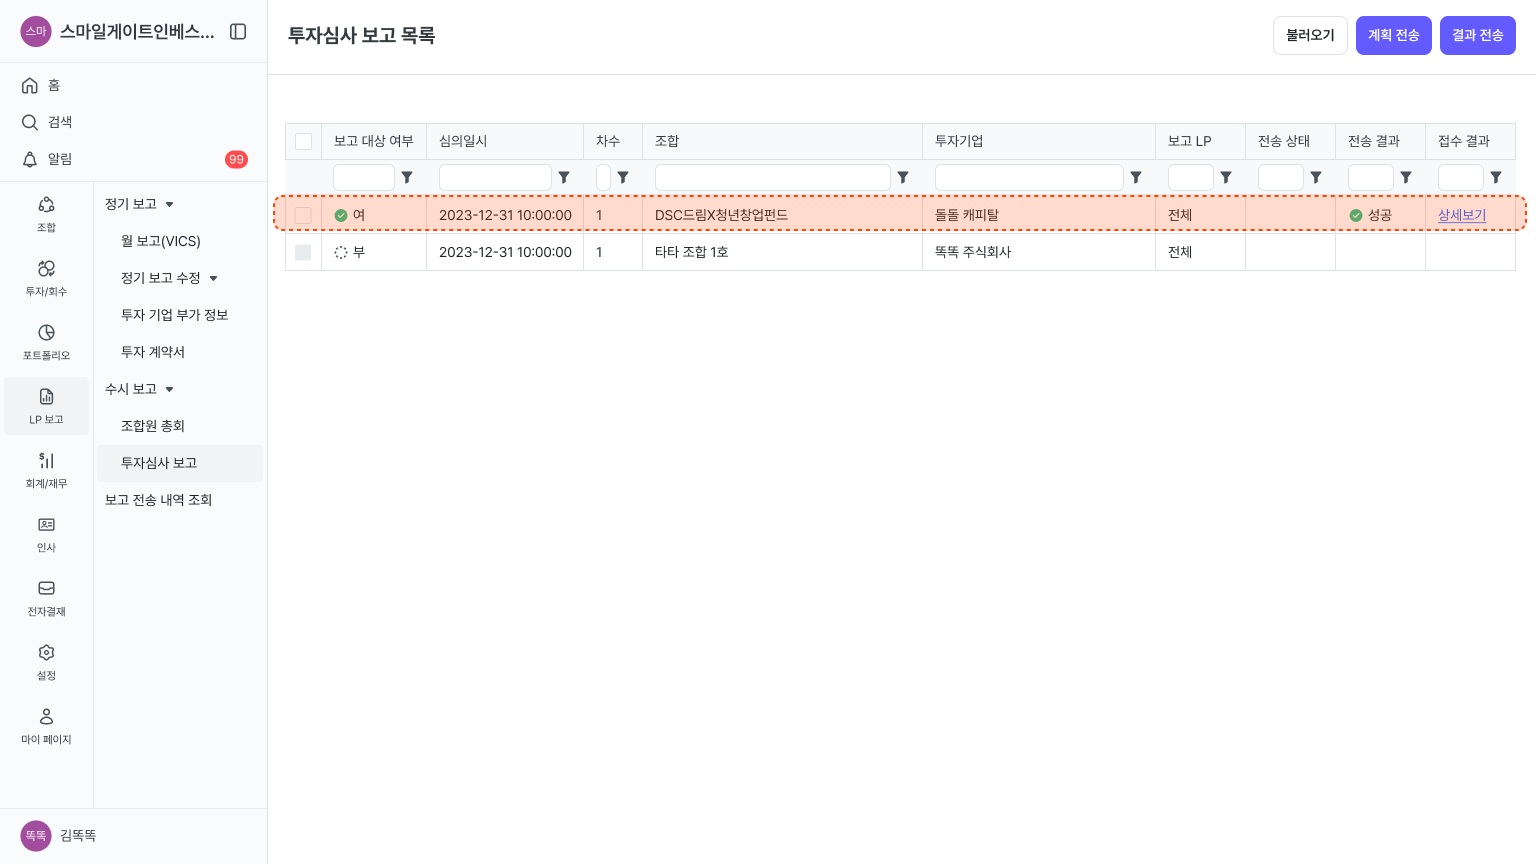 스마 스마일게이트인베스...
홈
검색
알림 99
조합
투자/회수
포트폴리오
LP 보고
회계/재무
인사
전자결재
설정
마이 페이지
정기 보고
월 보고(VICS)
정기 보고 수정
투자 기업 부가 정보
투자 계약서
수시 보고
조합원 총회
투자심사 보고
보고 전송 내역 조회
똑똑 김똑똑
투자심사 보고 목록
불러오기 계획 전송 결과 전송
보고 대상 여부 심의일시 차수 조합 투자기업 보고 LP 전송 상태 전송 결과 접수 결과
여 2023-12-31 10:00:00 1 DSC드림X청년창업펀드 돌돌 캐피탈 전체 성공 상세보기
부 2023-12-31 10:00:00 1 타타 조합 1호 똑똑 주식회사 전체